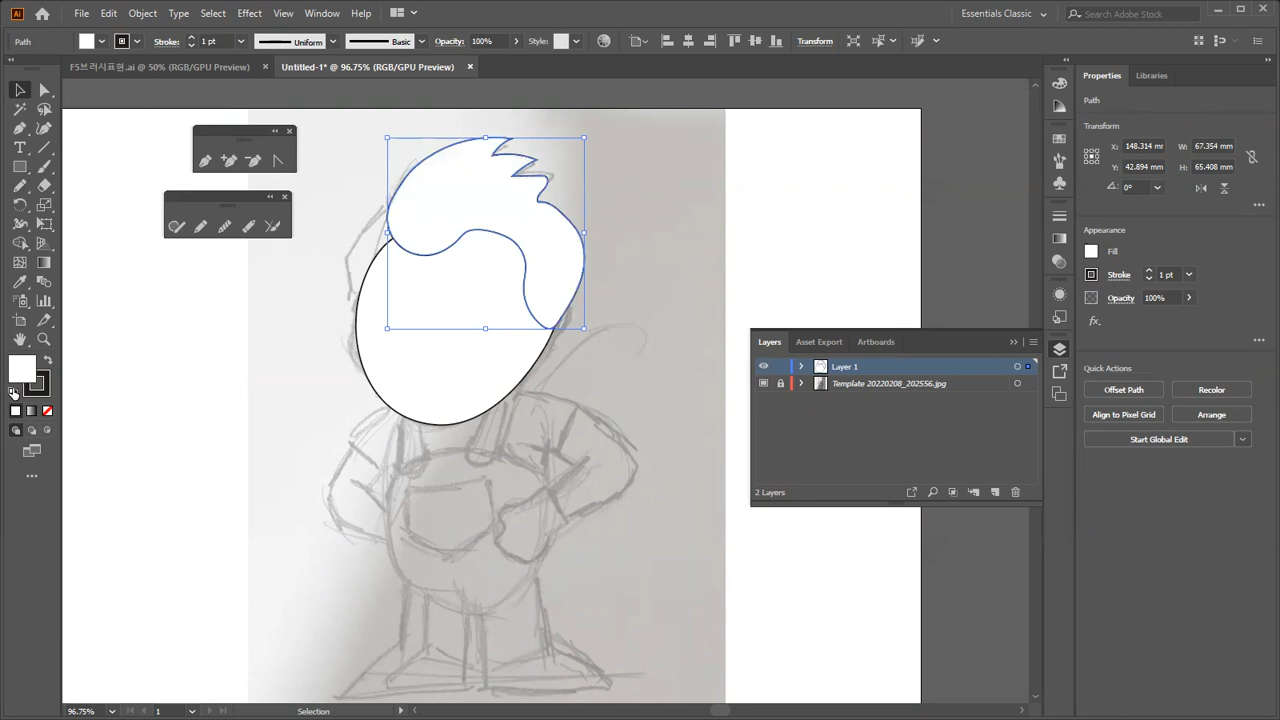 Ai
File Edit Object Type Select Effect View Window Help
Essentials Classic
Search Adobe Stock
Path
Stroke: 1 pt
Uniform
Basic
Opacity: 100%
Style:
Transform
F5브러시표현.ai @ 50% (RGB/GPU Preview) ×
Untitled-1* @ 96.75% (RGB/GPU Preview) ×
Properties Libraries
Path
Transform
X: 148.314 mm W: 67.354 mm
Y: 42.894 mm H: 65.408 mm
0°
Appearance
Fill
Stroke 1 pt
Opacity 100%
fx.
Quick Actions
Offset Path Recolor
Align to Pixel Grid Arrange
Start Global Edit
Layers Asset Export Artboards
Layer 1
Template 20220208_202556.jpg
2 Layers
96.75% 1 Selection